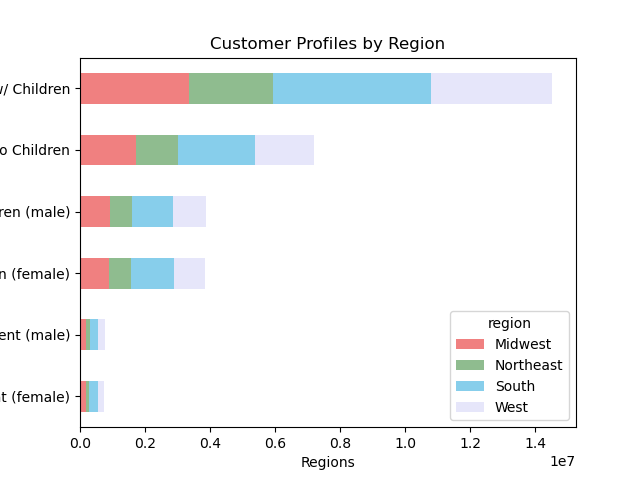 Customer Profiles by Region
w/ Children
o Children
ren (male)
n (female)
ent (male)
t (female)
region
Midwest
Northeast
South
West
0.0 0.2 0.4 0.6 0.8 1.0 1.2 1.4
1e7
Regions